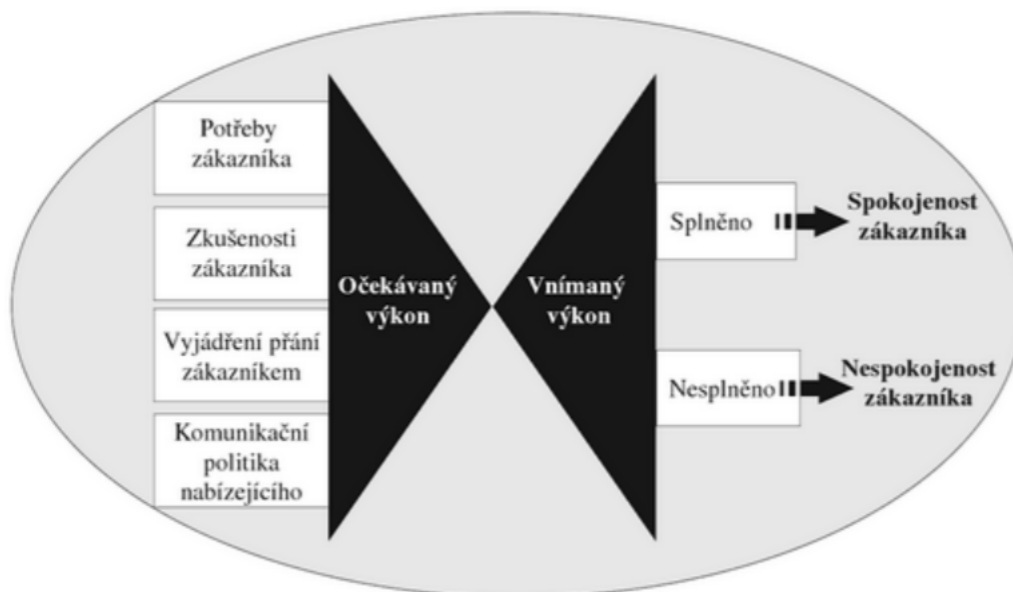 Potřeby
zákazníka
Zkušenosti
zákazníka
Vyjádření přání
zákazníkem
Komunikační
politika
nabízejícího
Očekávaný
výkon
Vnímaný
výkon
Splněno
Spokojenost
zákazníka
Nesplněno
Nespokojenost
zákazníka